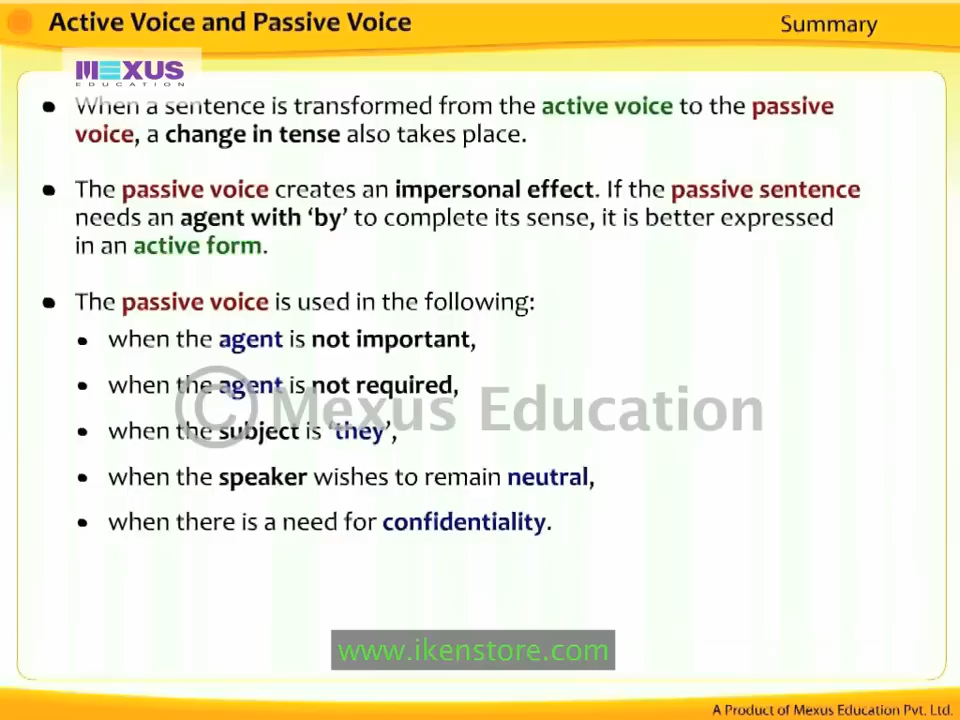 Active Voice and Passive Voice
Summary
MEXUS
EDUCATION
• When a sentence is transformed from the active voice to the passive
voice, a change in tense also takes place.
• The passive voice creates an impersonal effect. If the passive sentence
needs an agent with ‘by’ to complete its sense, it is better expressed
in an active form.
• The passive voice is used in the following:
• when the agent is not important,
• when the agent is not required,
© Mexus Education
• when the subject is ‘they’,
• when the speaker wishes to remain neutral,
• when there is a need for confidentiality.
www.ikenstore.com
A Product of Mexus Education Pvt. Ltd.